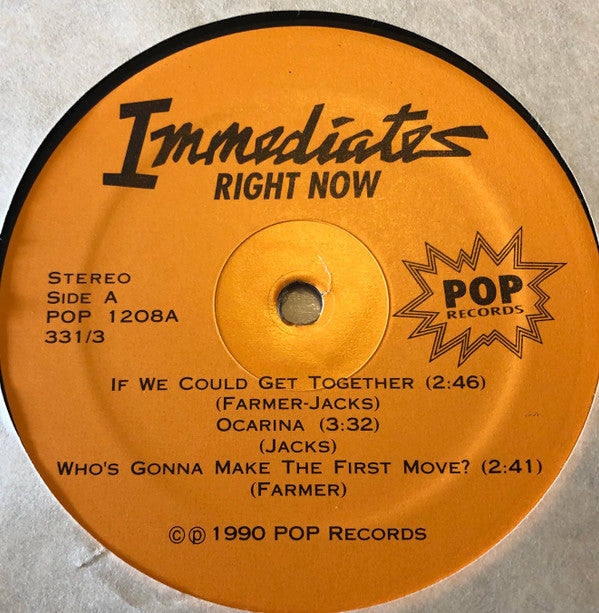 Immediates
RIGHT NOW
STEREO
SIDE A
POP 1208A
331/3
POP
RECORDS
IF WE COULD GET TOGETHER (2:46)
(FARMER-JACKS)
OCARINA (3:32)
(JACKS)
WHO'S GONNA MAKE THE FIRST MOVE? (2:41)
(FARMER)
©℗ 1990 POP RECORDS